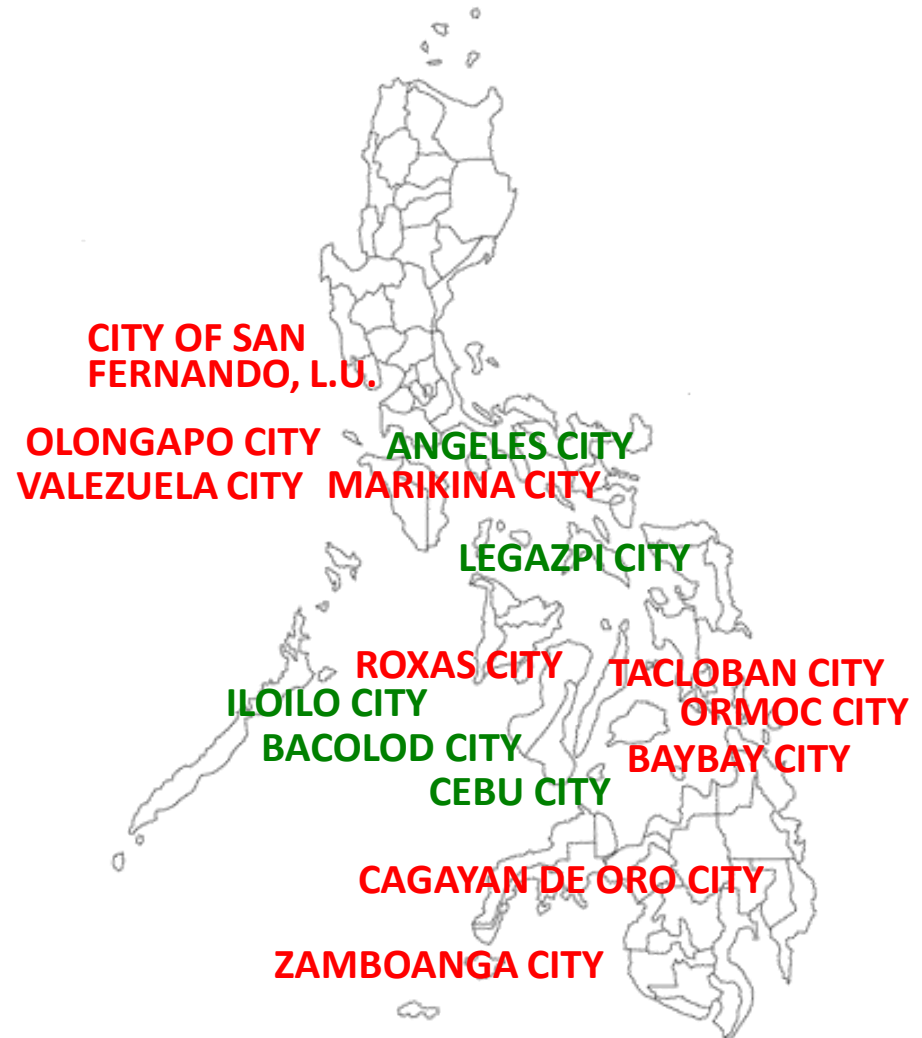 CITY OF SAN
FERNANDO, L.U.
OLONGAPO CITY
ANGELES CITY
VALEZUELA CITY
MARIKINA CITY
LEGAZPI CITY
ROXAS CITY
TACLOBAN CITY
ILOILO CITY
ORMOC CITY
BACOLOD CITY
BAYBAY CITY
CEBU CITY
CAGAYAN DE ORO CITY
ZAMBOANGA CITY